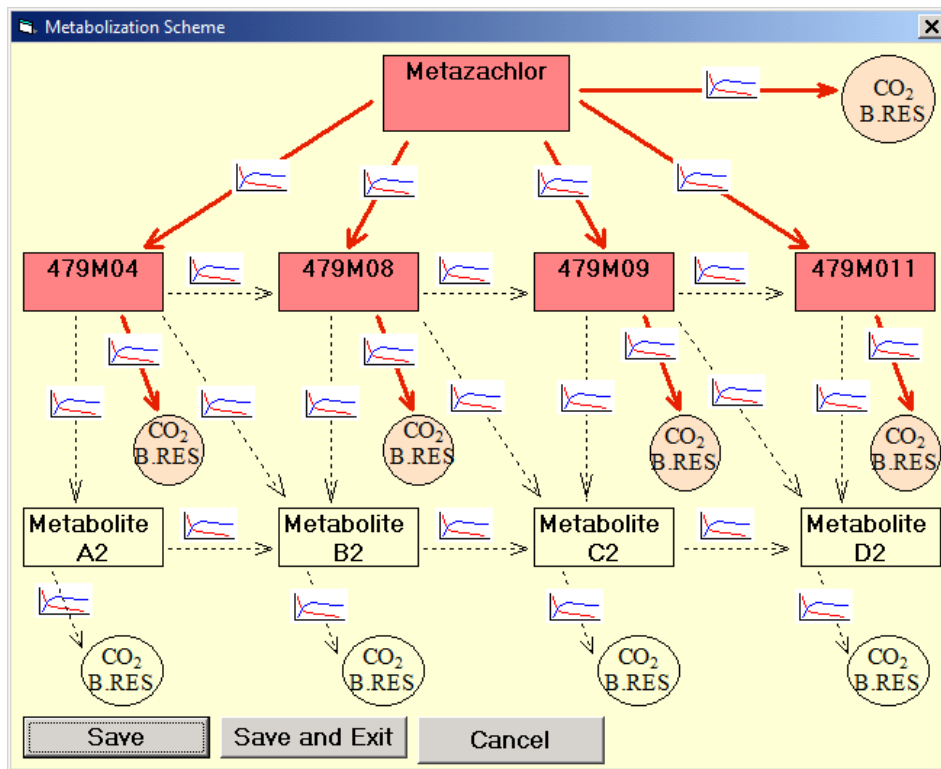 Metabolization Scheme
Metazachlor
CO2
B.RES
479M04
479M08
479M09
479M011
CO2
B.RES
CO2
B.RES
CO2
B.RES
CO2
B.RES
Metabolite
A2
Metabolite
B2
Metabolite
C2
Metabolite
D2
CO2
B.RES
CO2
B.RES
CO2
B.RES
CO2
B.RES
Save
Save and Exit
Cancel